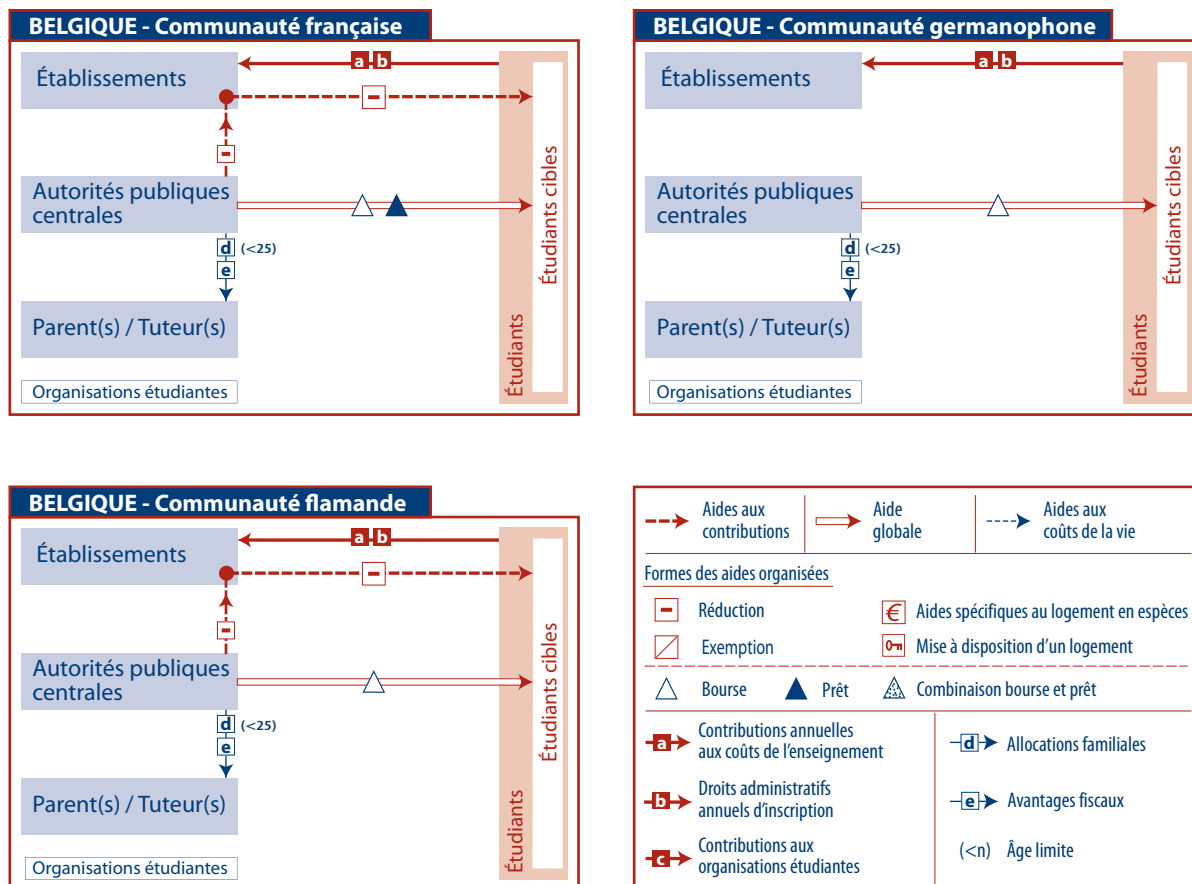 BELGIQUE - Communauté française
Établissements
a b
-
-
Autorités publiques
centrales
d (<25)
e
Parent(s) / Tuteur(s)
Organisations étudiantes
Étudiants
Étudiants cibles
BELGIQUE - Communauté germanophone
Établissements
a b
Autorités publiques
centrales
d (<25)
e
Parent(s) / Tuteur(s)
Organisations étudiantes
Étudiants
Étudiants cibles
BELGIQUE - Communauté flamande
Établissements
a b
-
-
Autorités publiques
centrales
d (<25)
e
Parent(s) / Tuteur(s)
Organisations étudiantes
Étudiants
Étudiants cibles
Aides aux
contributions
Aide
globale
Aides aux
coûts de la vie
Formes des aides organisées
- Réduction
€ Aides spécifiques au logement en espèces
Exemption
Mise à disposition d'un logement
Bourse
Prêt
Combinaison bourse et prêt
a Contributions annuelles
aux coûts de l'enseignement
d Allocations familiales
b Droits administratifs
annuels d'inscription
e Avantages fiscaux
c Contributions aux
organisations étudiantes
(<n) Âge limite